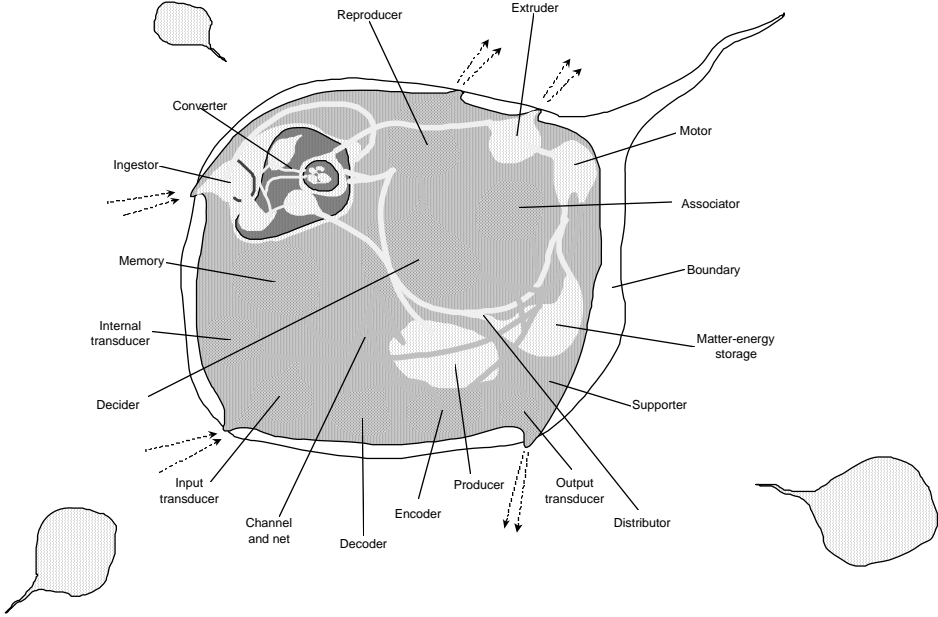 Reproducer
Extruder
Converter
Motor
Ingestor
Associator
Memory
Boundary
Internal
transducer
Matter-energy
storage
Decider
Supporter
Input
transducer
Producer
Output
transducer
Encoder
Channel
and net
Distributor
Decoder